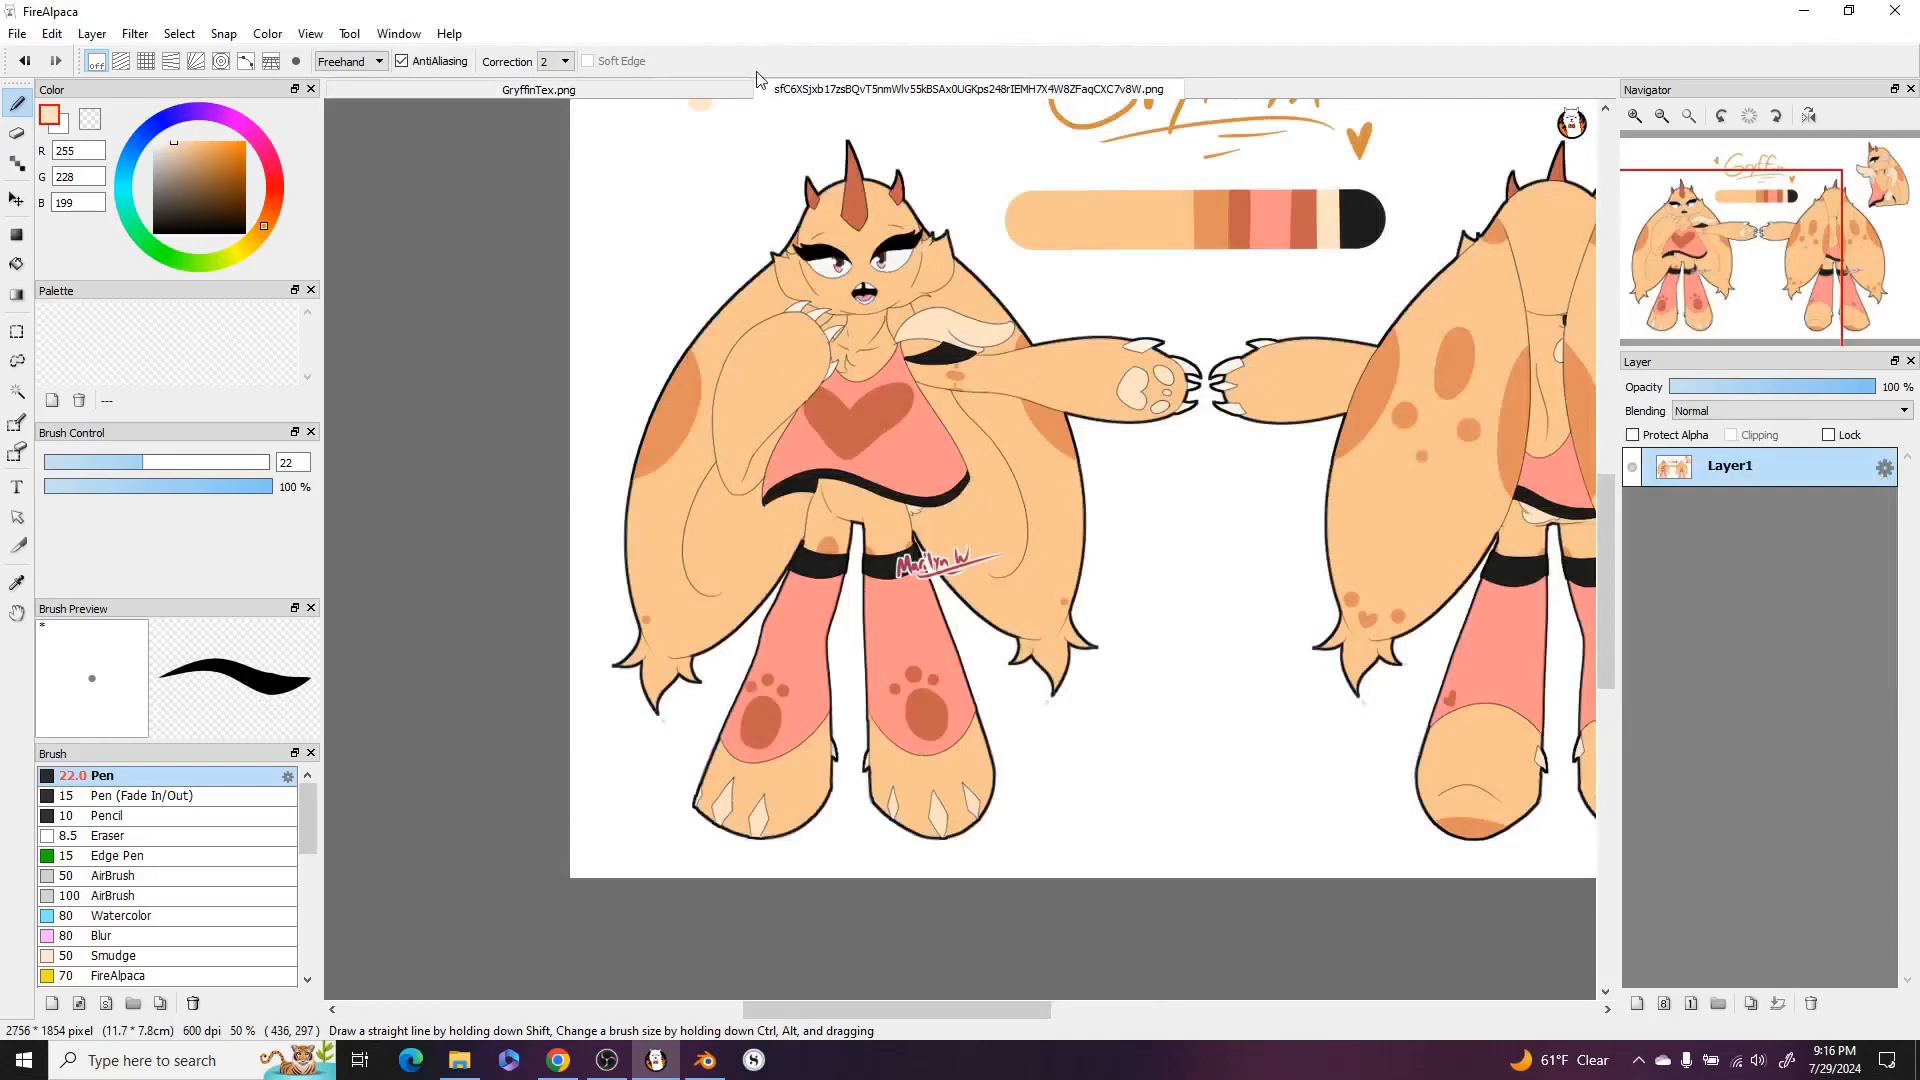 FireAlpaca
File Edit Layer Filter Select Snap Color View Tool Window Help
off Freehand AntiAliasing Correction 2 Soft Edge
Color
R 255
G 228
B 199
Palette
---
Brush Control
22
100 %
Brush Preview
*
Brush
22.0 Pen
15 Pen (Fade In/Out)
10 Pencil
8.5 Eraser
15 Edge Pen
50 AirBrush
100 AirBrush
80 Watercolor
80 Blur
50 Smudge
70 FireAlpaca
GryffinTex.png
sfC6XSjxb17zsBQvT5nmWlv55kBSAx0UGKps248rIEMH7X4W8ZFaqCXC7v8W.png
Marilyn W
Navigator
Gryffin
Layer
Opacity 100 %
Blending Normal
Protect Alpha Clipping Lock
Layer1
2756 * 1854 pixel (11.7 * 7.8cm) 600 dpi 50 % ( 436, 297 ) Draw a straight line by holding down Shift, Change a brush size by holding down Ctrl, Alt, and dragging
Type here to search
61°F Clear
9:16 PM
7/29/2024